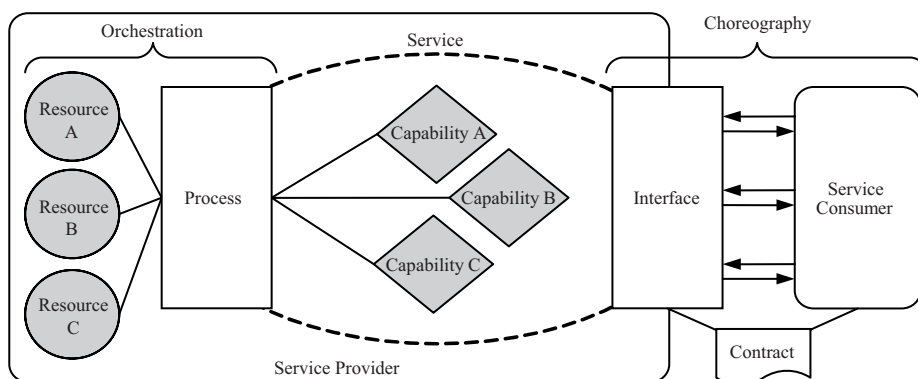 Orchestration
Service
Choreography
Resource
A
Resource
B
Resource
C
Process
Capability A
Capability B
Capability C
Interface
Service
Consumer
Contract
Service Provider